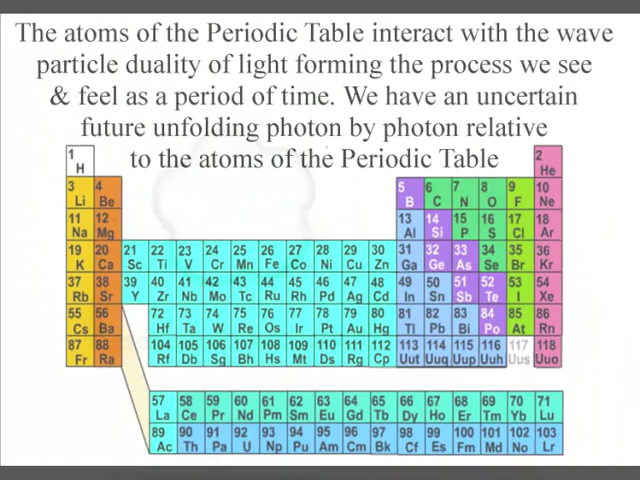 The atoms of the Periodic Table interact with the wave
particle duality of light forming the process we see
& feel as a period of time. We have an uncertain
future unfolding photon by photon relative
to the atoms of the Periodic Table
1 2
H He
3 4 5 6 7 8 9 10
Li Be B C N O F Ne
11 12 13 14 15 16 17 18
Na Mg Al Si P S Cl Ar
19 20 21 22 23 24 25 26 27 28 29 30 31 32 33 34 35 36
K Ca Sc Ti V Cr Mn Fe Co Ni Cu Zn Ga Ge As Se Br Kr
37 38 39 40 41 42 43 44 45 46 47 48 49 50 51 52 53 54
Rb Sr Y Zr Nb Mo Tc Ru Rh Pd Ag Cd In Sn Sb Te I Xe
55 56 72 73 74 75 76 77 78 79 80 81 82 83 84 85 86
Cs Ba Hf Ta W Re Os Ir Pt Au Hg Tl Pb Bi Po At Rn
87 88 104 105 106 107 108 109 110 111 112 113 114 115 116 117 118
Fr Ra Rf Db Sg Bh Hs Mt Ds Rg Cp Uut Uuq Uup Uuh Uus Uuo
57 58 59 60 61 62 63 64 65 66 67 68 69 70 71
La Ce Pr Nd Pm Sm Eu Gd Tb Dy Ho Er Tm Yb Lu
89 90 91 92 93 94 95 96 97 98 99 100 101 102 103
Ac Th Pa U Np Pu Am Cm Bk Cf Es Fm Md No Lr